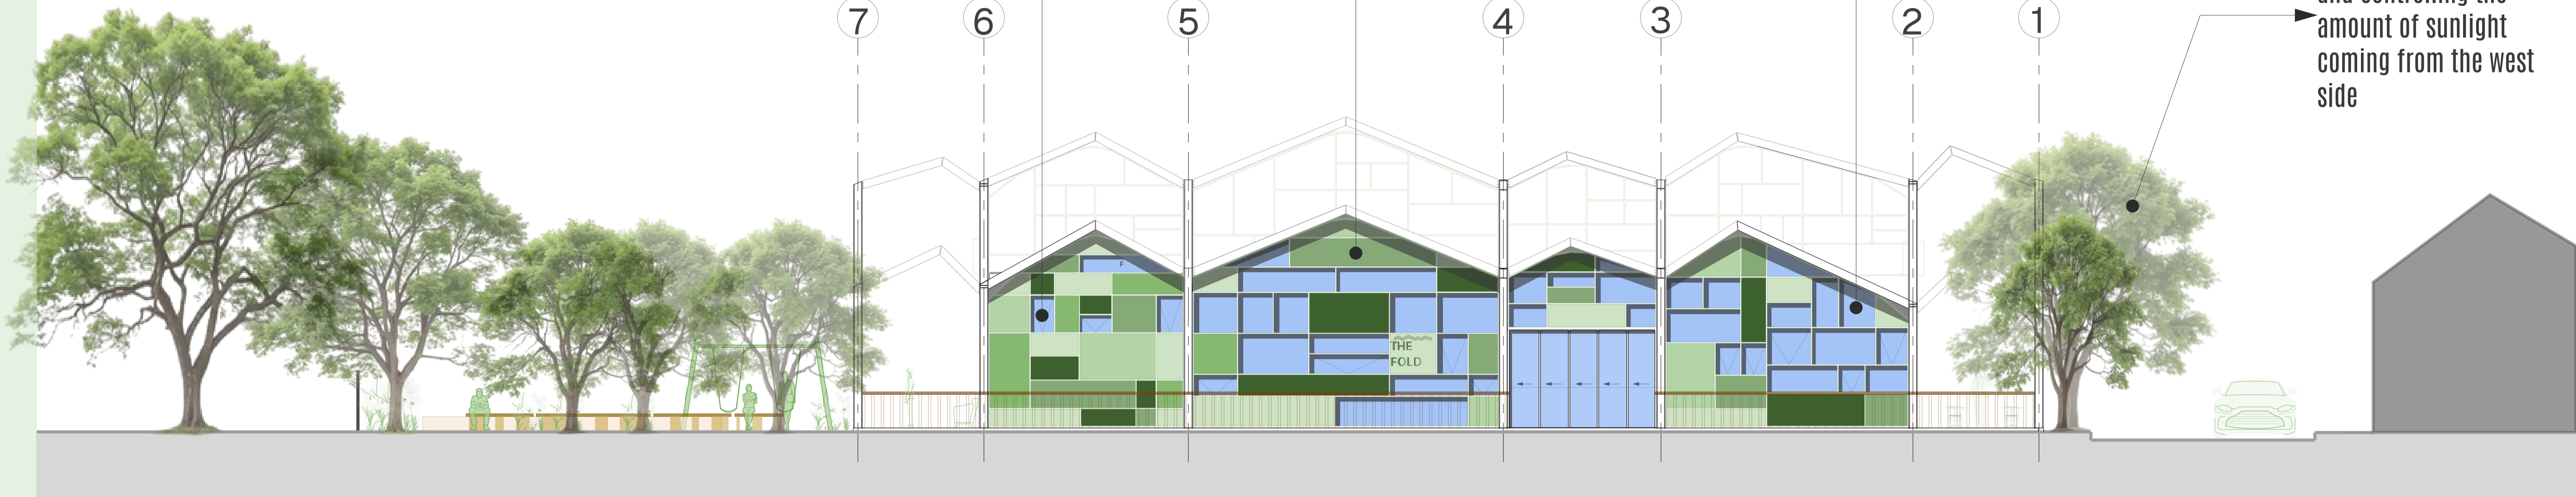 7 6 5 4 3 2 1
amount of sunlight
coming from the west
side
F
THE
FOLD